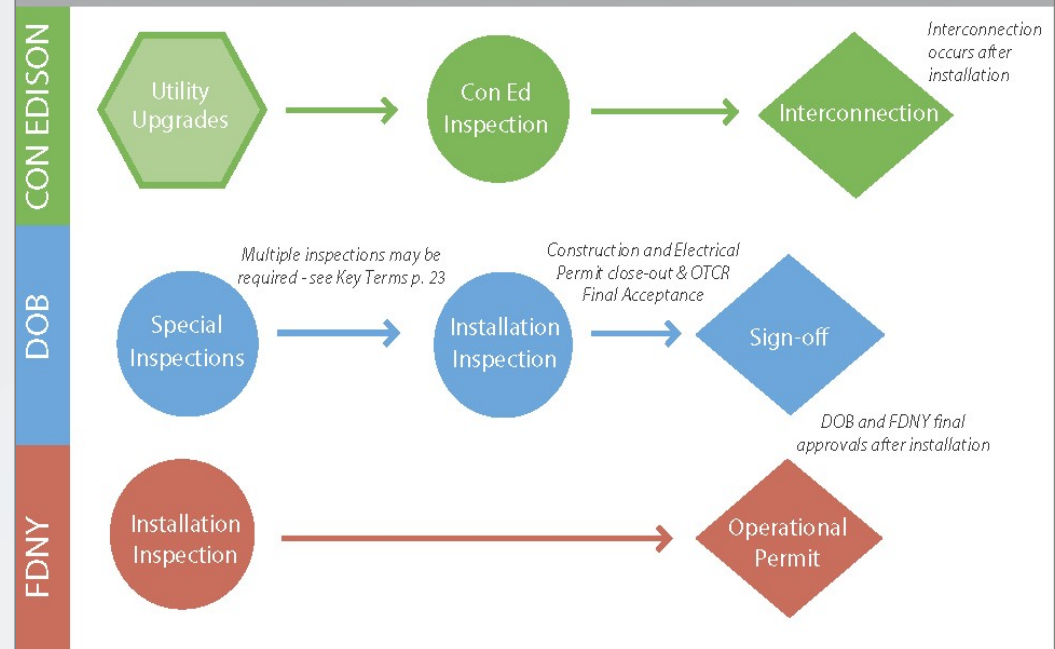 CON EDISON
Utility
Upgrades
Con Ed
Inspection
Interconnection
Interconnection
occurs after
installation
DOB
Special
Inspections
Multiple inspections may be
required - see Key Terms p. 23
Installation
Inspection
Construction and Electrical
Permit close-out & OTCR
Final Acceptance
Sign-off
FDNY
Installation
Inspection
DOB and FDNY final
approvals after installation
Operational
Permit